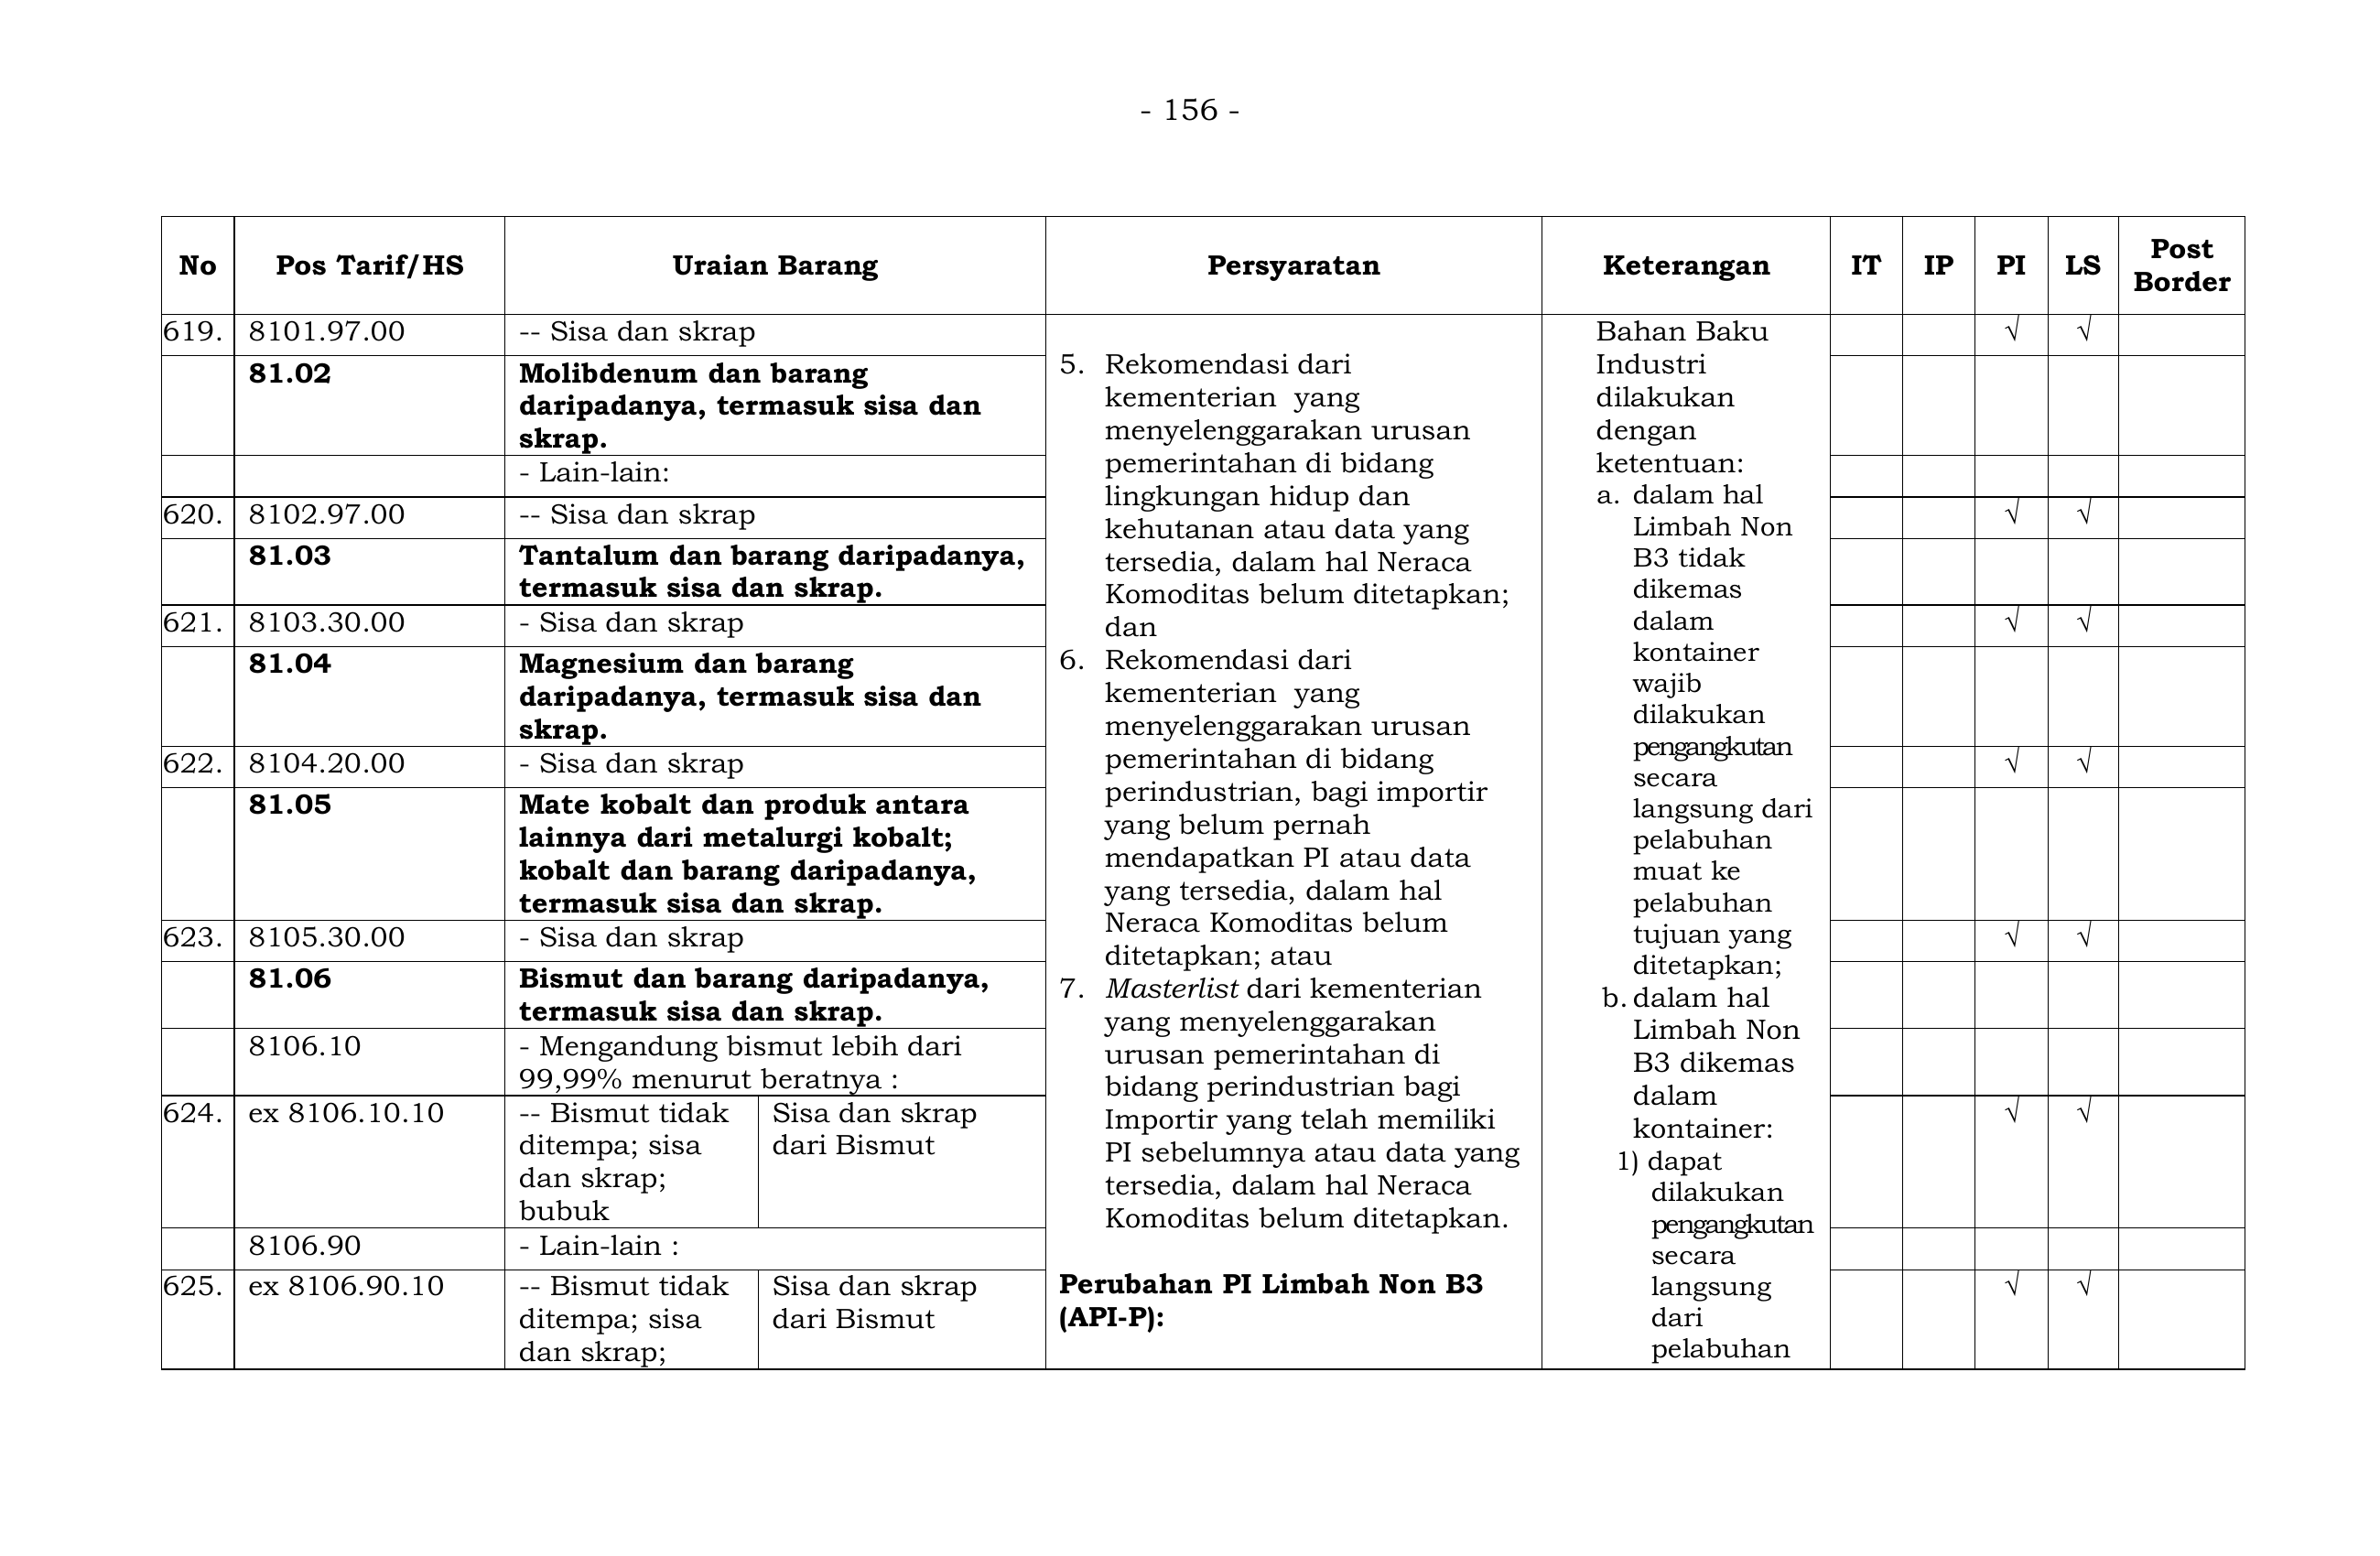 - 156 -
No
Pos Tarif/HS
Uraian Barang
Persyaratan
Keterangan
IT
IP
PI
LS
Post
Border
619.
8101.97.00
-- Sisa dan skrap
√
√
81.02
Molibdenum dan barang
daripadanya, termasuk sisa dan
skrap.
- Lain-lain:
620.
8102.97.00
-- Sisa dan skrap
√
√
81.03
Tantalum dan barang daripadanya,
termasuk sisa dan skrap.
621.
8103.30.00
- Sisa dan skrap
√
√
81.04
Magnesium dan barang
daripadanya, termasuk sisa dan
skrap.
622.
8104.20.00
- Sisa dan skrap
√
√
81.05
Mate kobalt dan produk antara
lainnya dari metalurgi kobalt;
kobalt dan barang daripadanya,
termasuk sisa dan skrap.
623.
8105.30.00
- Sisa dan skrap
√
√
81.06
Bismut dan barang daripadanya,
termasuk sisa dan skrap.
8106.10
- Mengandung bismut lebih dari
99,99% menurut beratnya :
624.
ex 8106.10.10
-- Bismut tidak
ditempa; sisa
dan skrap;
bubuk
Sisa dan skrap
dari Bismut
√
√
8106.90
- Lain-lain :
625.
ex 8106.90.10
-- Bismut tidak
ditempa; sisa
dan skrap;
Sisa dan skrap
dari Bismut
√
√
5. Rekomendasi dari
kementerian yang
menyelenggarakan urusan
pemerintahan di bidang
lingkungan hidup dan
kehutanan atau data yang
tersedia, dalam hal Neraca
Komoditas belum ditetapkan;
dan
6. Rekomendasi dari
kementerian yang
menyelenggarakan urusan
pemerintahan di bidang
perindustrian, bagi importir
yang belum pernah
mendapatkan PI atau data
yang tersedia, dalam hal
Neraca Komoditas belum
ditetapkan; atau
7. Masterlist dari kementerian
yang menyelenggarakan
urusan pemerintahan di
bidang perindustrian bagi
Importir yang telah memiliki
PI sebelumnya atau data yang
tersedia, dalam hal Neraca
Komoditas belum ditetapkan.
Perubahan PI Limbah Non B3
(API-P):
Bahan Baku
Industri
dilakukan
dengan
ketentuan:
a. dalam hal
Limbah Non
B3 tidak
dikemas
dalam
kontainer
wajib
dilakukan
pengangkutan
secara
langsung dari
pelabuhan
muat ke
pelabuhan
tujuan yang
ditetapkan;
b. dalam hal
Limbah Non
B3 dikemas
dalam
kontainer:
1) dapat
dilakukan
pengangkutan
secara
langsung
dari
pelabuhan